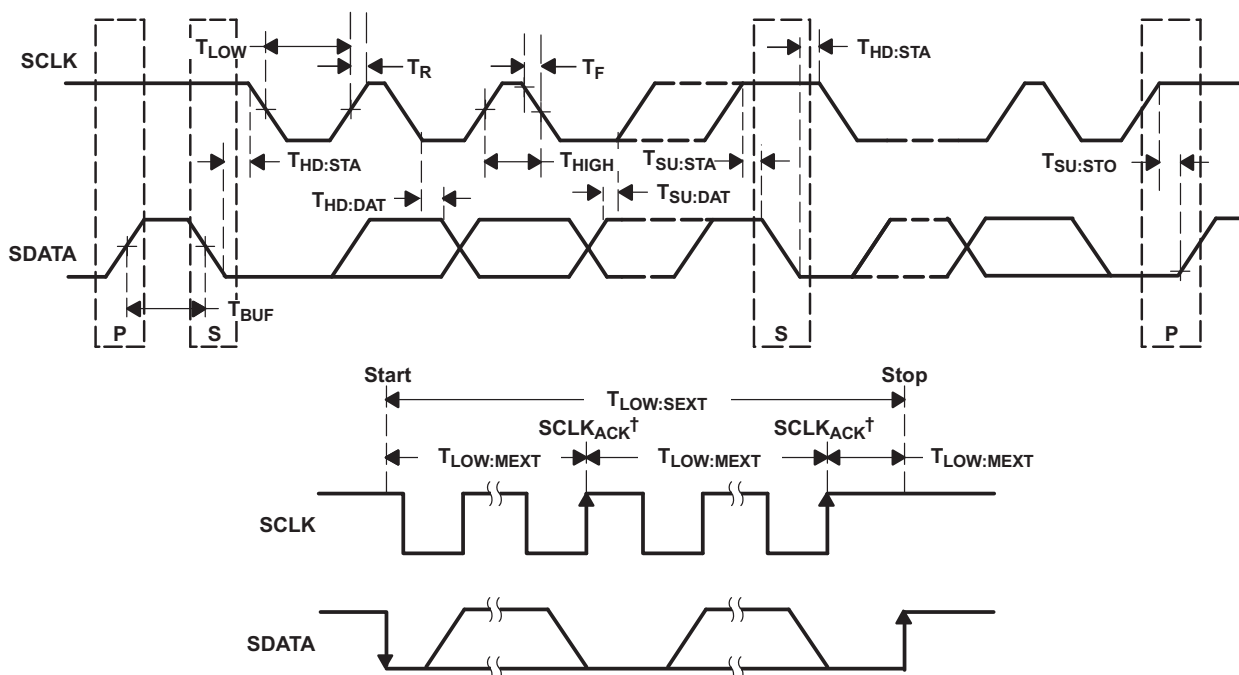 T_LOW
T_R
T_F
T_HD:STA
SCLK
T_HD:STA
T_HIGH
T_SU:STA
T_SU:STO
T_HD:DAT
T_SU:DAT
SDATA
T_BUF
P
S
S
P
Start
Stop
T_LOW:SEXT
SCLK_ACK†
SCLK_ACK†
T_LOW:MEXT
T_LOW:MEXT
T_LOW:MEXT
SCLK
SDATA